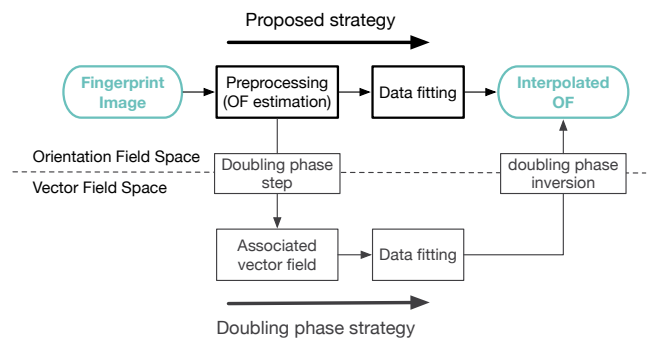 Proposed strategy
Fingerprint
Image
Preprocessing
(OF estimation)
Data fitting
Interpolated
OF
Orientation Field Space
Vector Field Space
Doubling phase
step
doubling phase
inversion
Associated
vector field
Data fitting
Doubling phase strategy